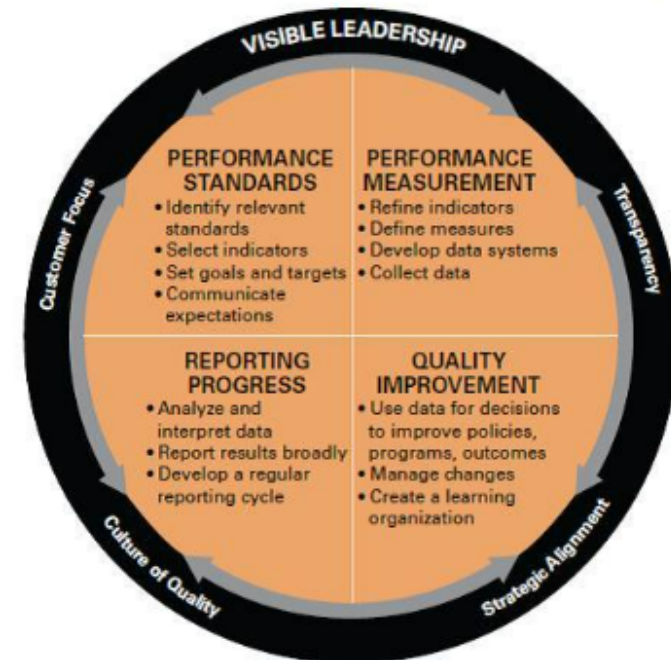 VISIBLE LEADERSHIP
Customer Focus
Transparency
PERFORMANCE
STANDARDS
• Identify relevant
standards
• Select indicators
• Set goals and targets
• Communicate
expectations
PERFORMANCE
MEASUREMENT
• Refine indicators
• Define measures
• Develop data systems
• Collect data
REPORTING
PROGRESS
• Analyze and
interpret data
• Report results broadly
• Develop a regular
reporting cycle
QUALITY
IMPROVEMENT
• Use data for decisions
to improve policies,
programs, outcomes
• Manage changes
• Create a learning
organization
Culture of Quality
Strategic Alignment